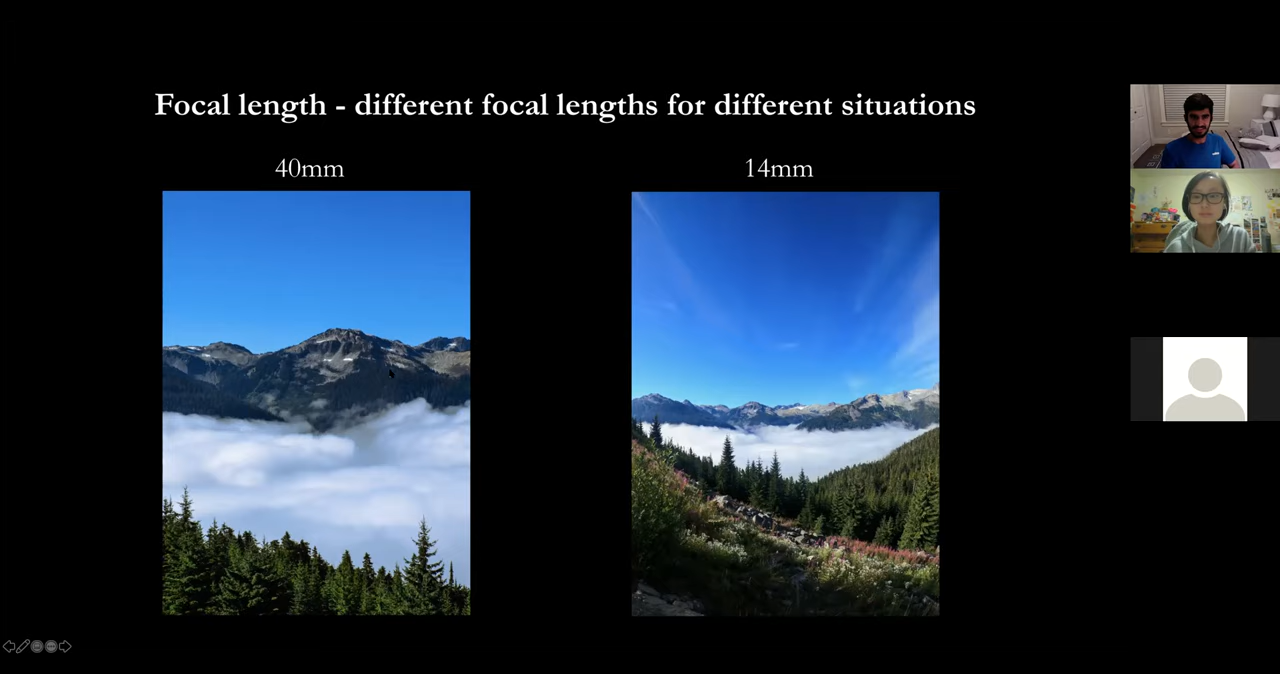 Focal length - different focal lengths for different situations
40mm
14mm